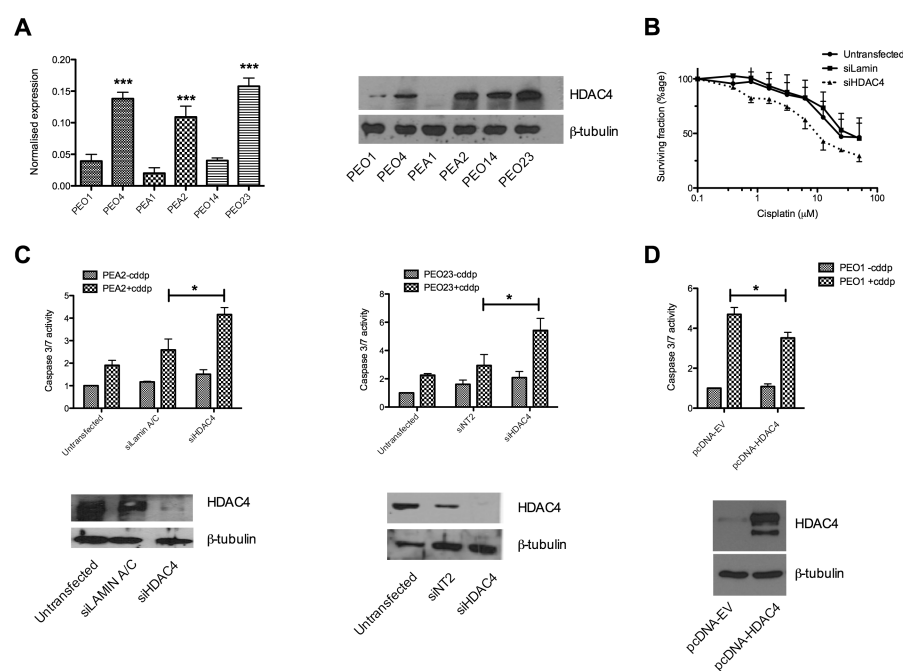 A
Normalised expression
0.20
0.15
0.10
0.05
0.00
***
***
***
PEO1
PEO4
PEA1
PEA2
PEO14
PEO23
HDAC4
β-tubulin
PEO1
PEO4
PEA1
PEA2
PEO14
PEO23
B
Untransfected
siLamin
siHDAC4
Surviving fraction (%age)
100
50
0
0.1
1
10
100
Cisplatin (μM)
C
PEA2-cddp
PEA2+cddp
Caspase 3/7 activity
5
4
3
2
1
0
*
Untransfected
siLamin A/C
siHDAC4
HDAC4
β-tubulin
Untransfected
siLAMIN A/C
siHDAC4
PEO23-cddp
PEO23+cddp
Caspase 3/7 activity
8
6
4
2
0
*
Untransfected
siNT2
siHDAC4
HDAC4
β-tubulin
Untransfected
siNT2
siHDAC4
D
PEO1 -cddp
PEO1 +cddp
Caspase 3/7 activity
6
4
2
0
*
pcDNA-EV
pcDNA-HDAC4
HDAC4
β-tubulin
pcDNA-EV
pcDNA-HDAC4